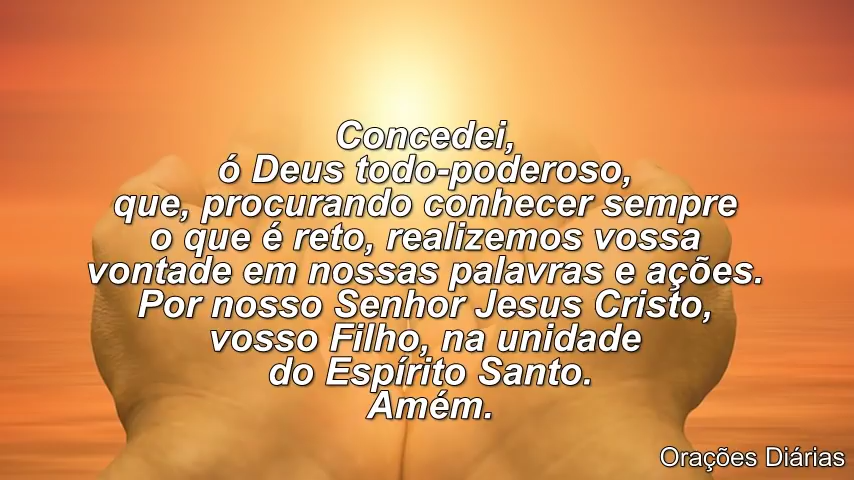 Concedei,
ó Deus todo-poderoso,
que, procurando conhecer sempre
o que é reto, realizemos vossa
vontade em nossas palavras e ações.
Por nosso Senhor Jesus Cristo,
vosso Filho, na unidade
do Espírito Santo.
Amém.
Orações Diárias